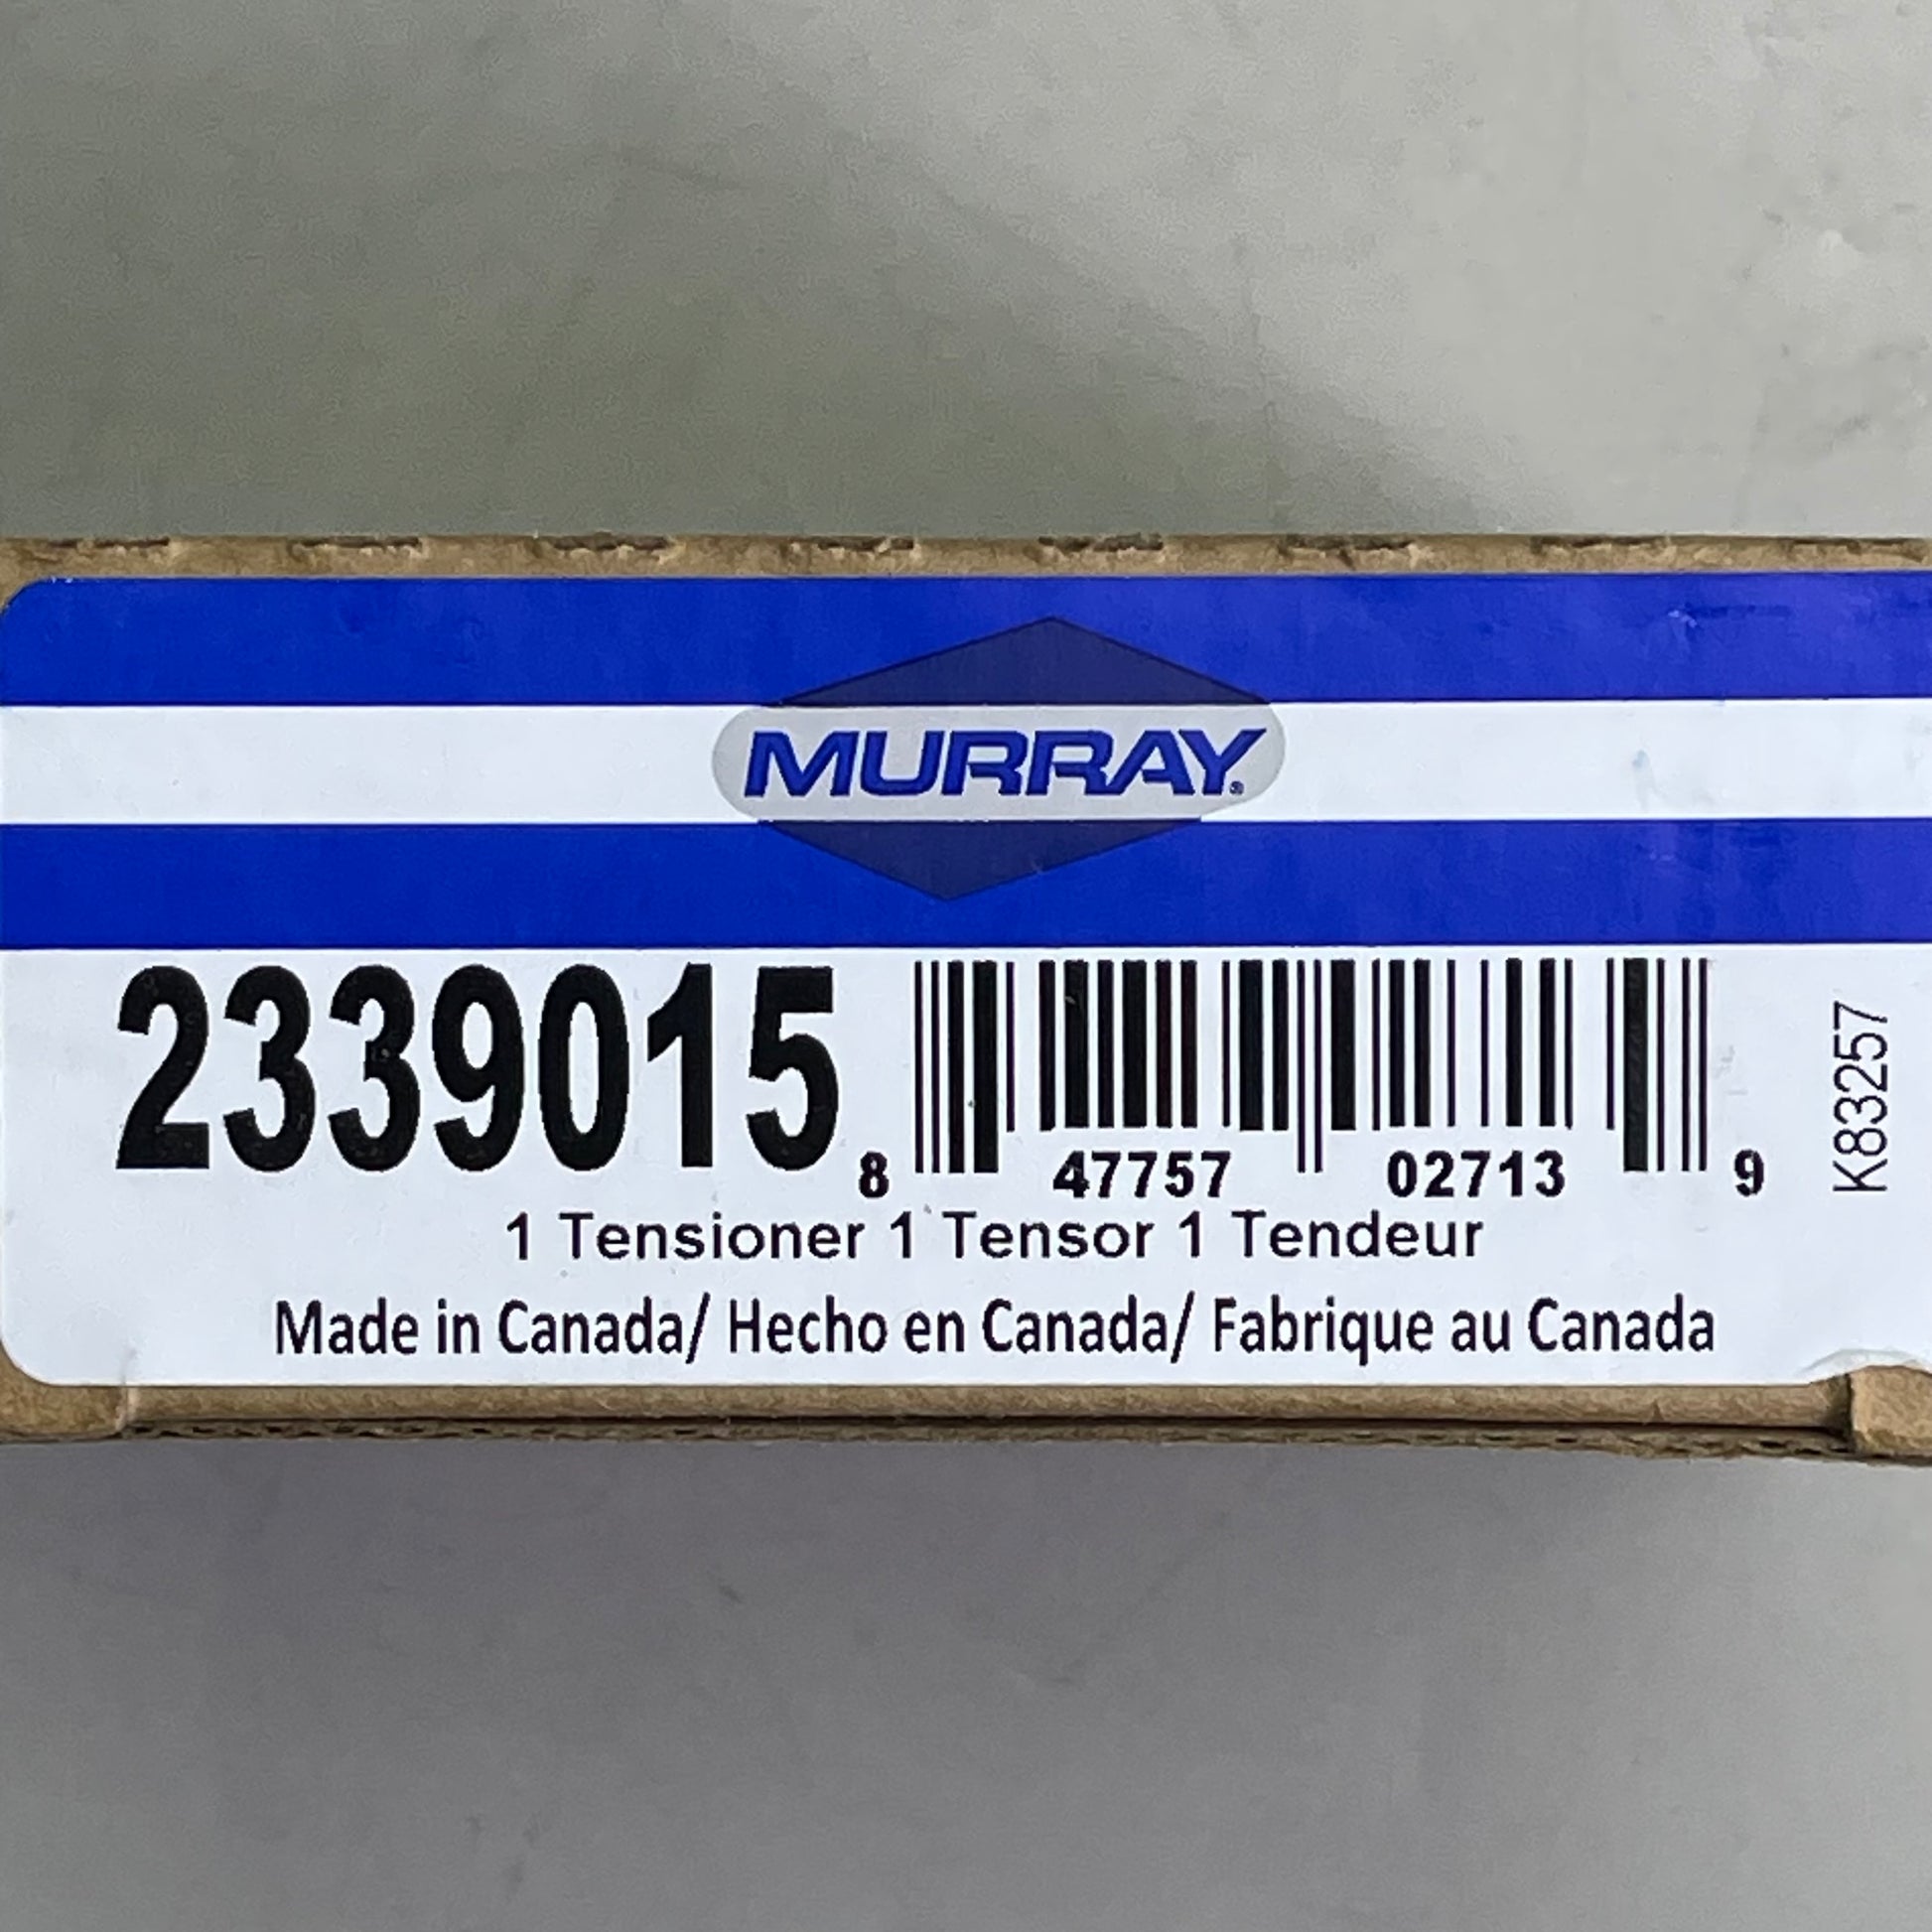 MURRAY®
2339015
8 47757 02713 9
K83257
1 Tensioner 1 Tensor 1 Tendeur
Made in Canada/ Hecho en Canada/ Fabrique au Canada